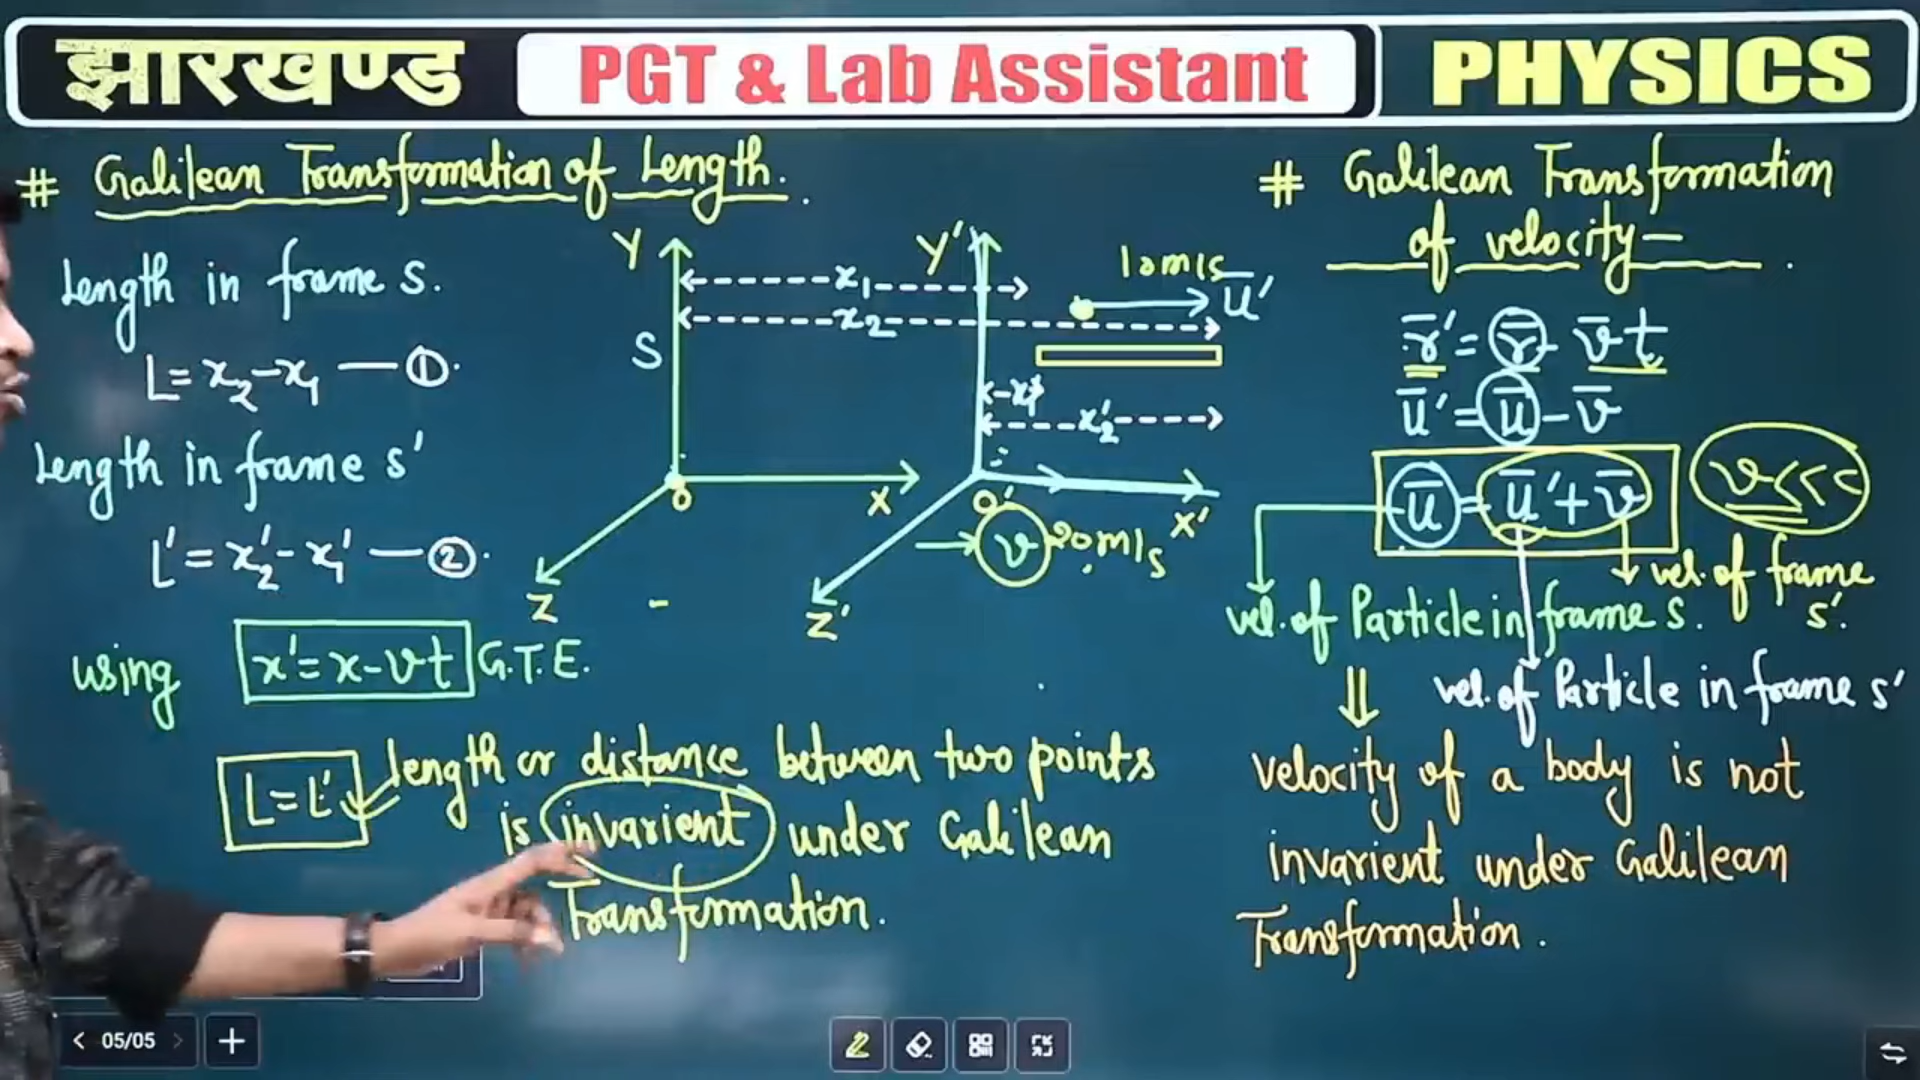 झारखण्ड
PGT & Lab Assistant
PHYSICS
# Galilean Transformation of Length.
Length in frame S.
L = x₂-x₁ — ①.
Length in frame s'
L' = x₂'-x₁' — ②.
using x' = x-vt G.T.E.
L = L'
length or distance between two points
is invarient under Galilean
Transformation.
Y
S
x₁
x₂
O
X
Z
Y'
10m/s
ū'
x₂'
O'
X'
v
20m/s
Z'
# Galilean Transformation
of velocity —
r̄' = r̄ - v̄t
ū' = ū - v̄
ū = ū' + v̄
v<<<c
vel. of frame
s'.
vel. of Particle in frame s.
vel. of Particle in frame s'
⇓
velocity of a body is not
invarient under Galilean
Transformation.
05/05